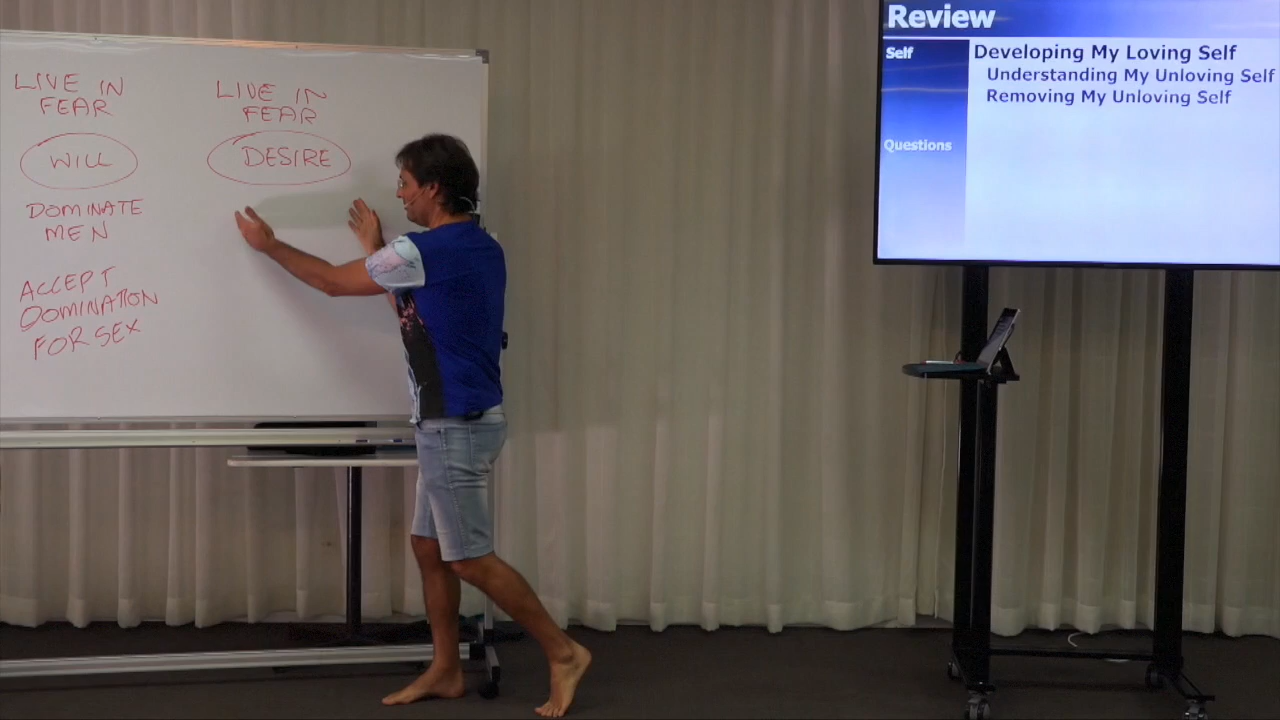 LIVE IN
FEAR
WILL
DOMINATE
MEN
ACCEPT
DOMINATION
FOR SEX
LIVE IN
FEAR
DESIRE
Review
Self
Developing My Loving Self
Understanding My Unloving Self
Removing My Unloving Self
Questions